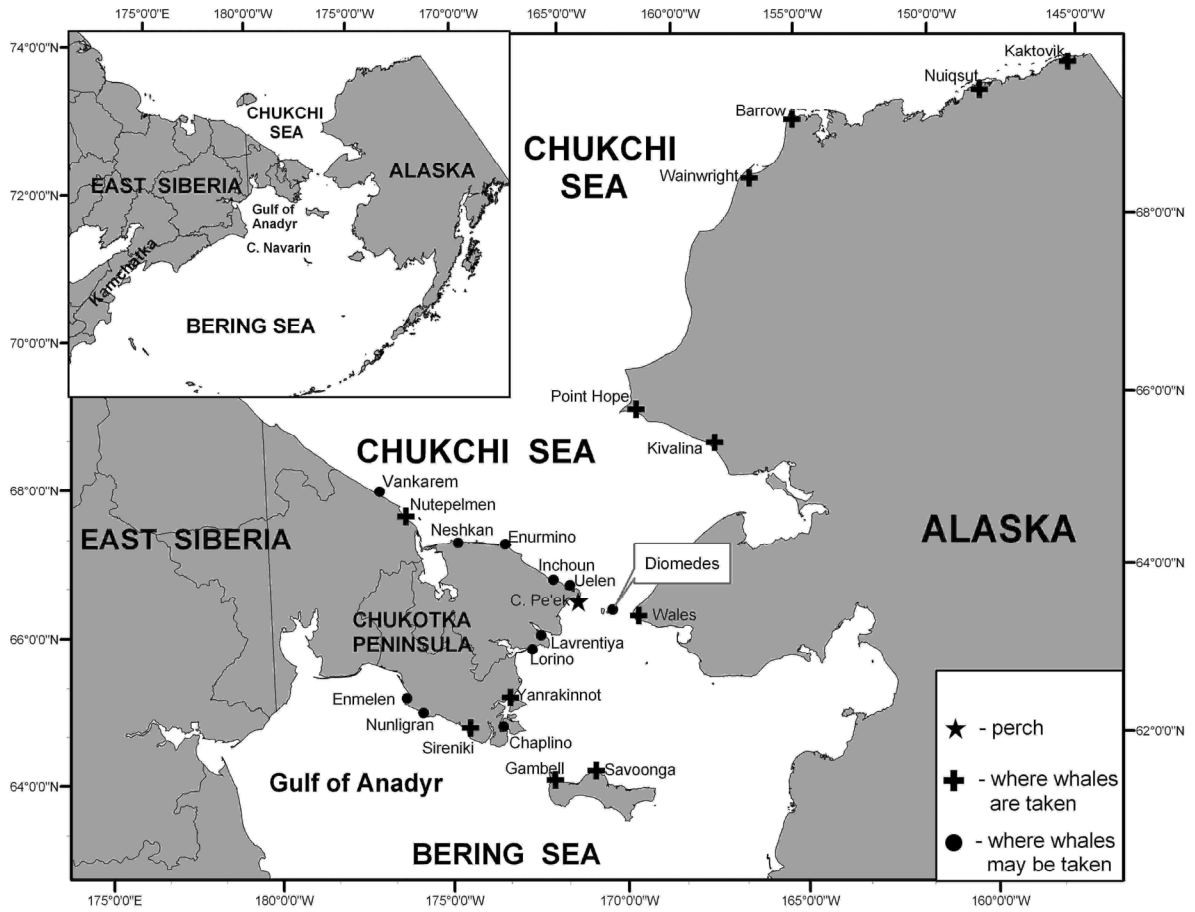 175°0'0"E
180°0'0"N
175°0'0"N
170°0'0"N
165°0'0"N
160°0'0"N
155°0'0"N
150°0'0"N
145°0'0"N
74°0'0"N
72°0'0"N
70°0'0"N
68°0'0"N
66°0'0"N
64°0'0"N
CHUKCHI
SEA
ALASKA
EAST SIBERIA
Gulf of
Anadyr
C. Navarin
Kamchatka
BERING SEA
Kaktovik
Nuiqsut
Barrow
Wainwright
CHUKCHI
SEA
68°0'0"N
66°0'0"N
64°0'0"N
62°0'0"N
Point Hope
Kivalina
CHUKCHI SEA
Vankarem
Nutepelmen
Neshkan
Enurmino
EAST SIBERIA
ALASKA
Inchoun
Uelen
Diomedes
C. Pe'ek
Wales
CHUKOTKA
PENINSULA
Lavrentiya
Lorino
Enmelen
Yanrakinnot
Nunligran
Sireniki
Chaplino
Gambell
Savoonga
Gulf of Anadyr
BERING SEA
- perch
- where whales
are taken
- where whales
may be taken
175°0'0"E
180°0'0"W
175°0'0"W
170°0'0"W
165°0'0"W
160°0'0"W